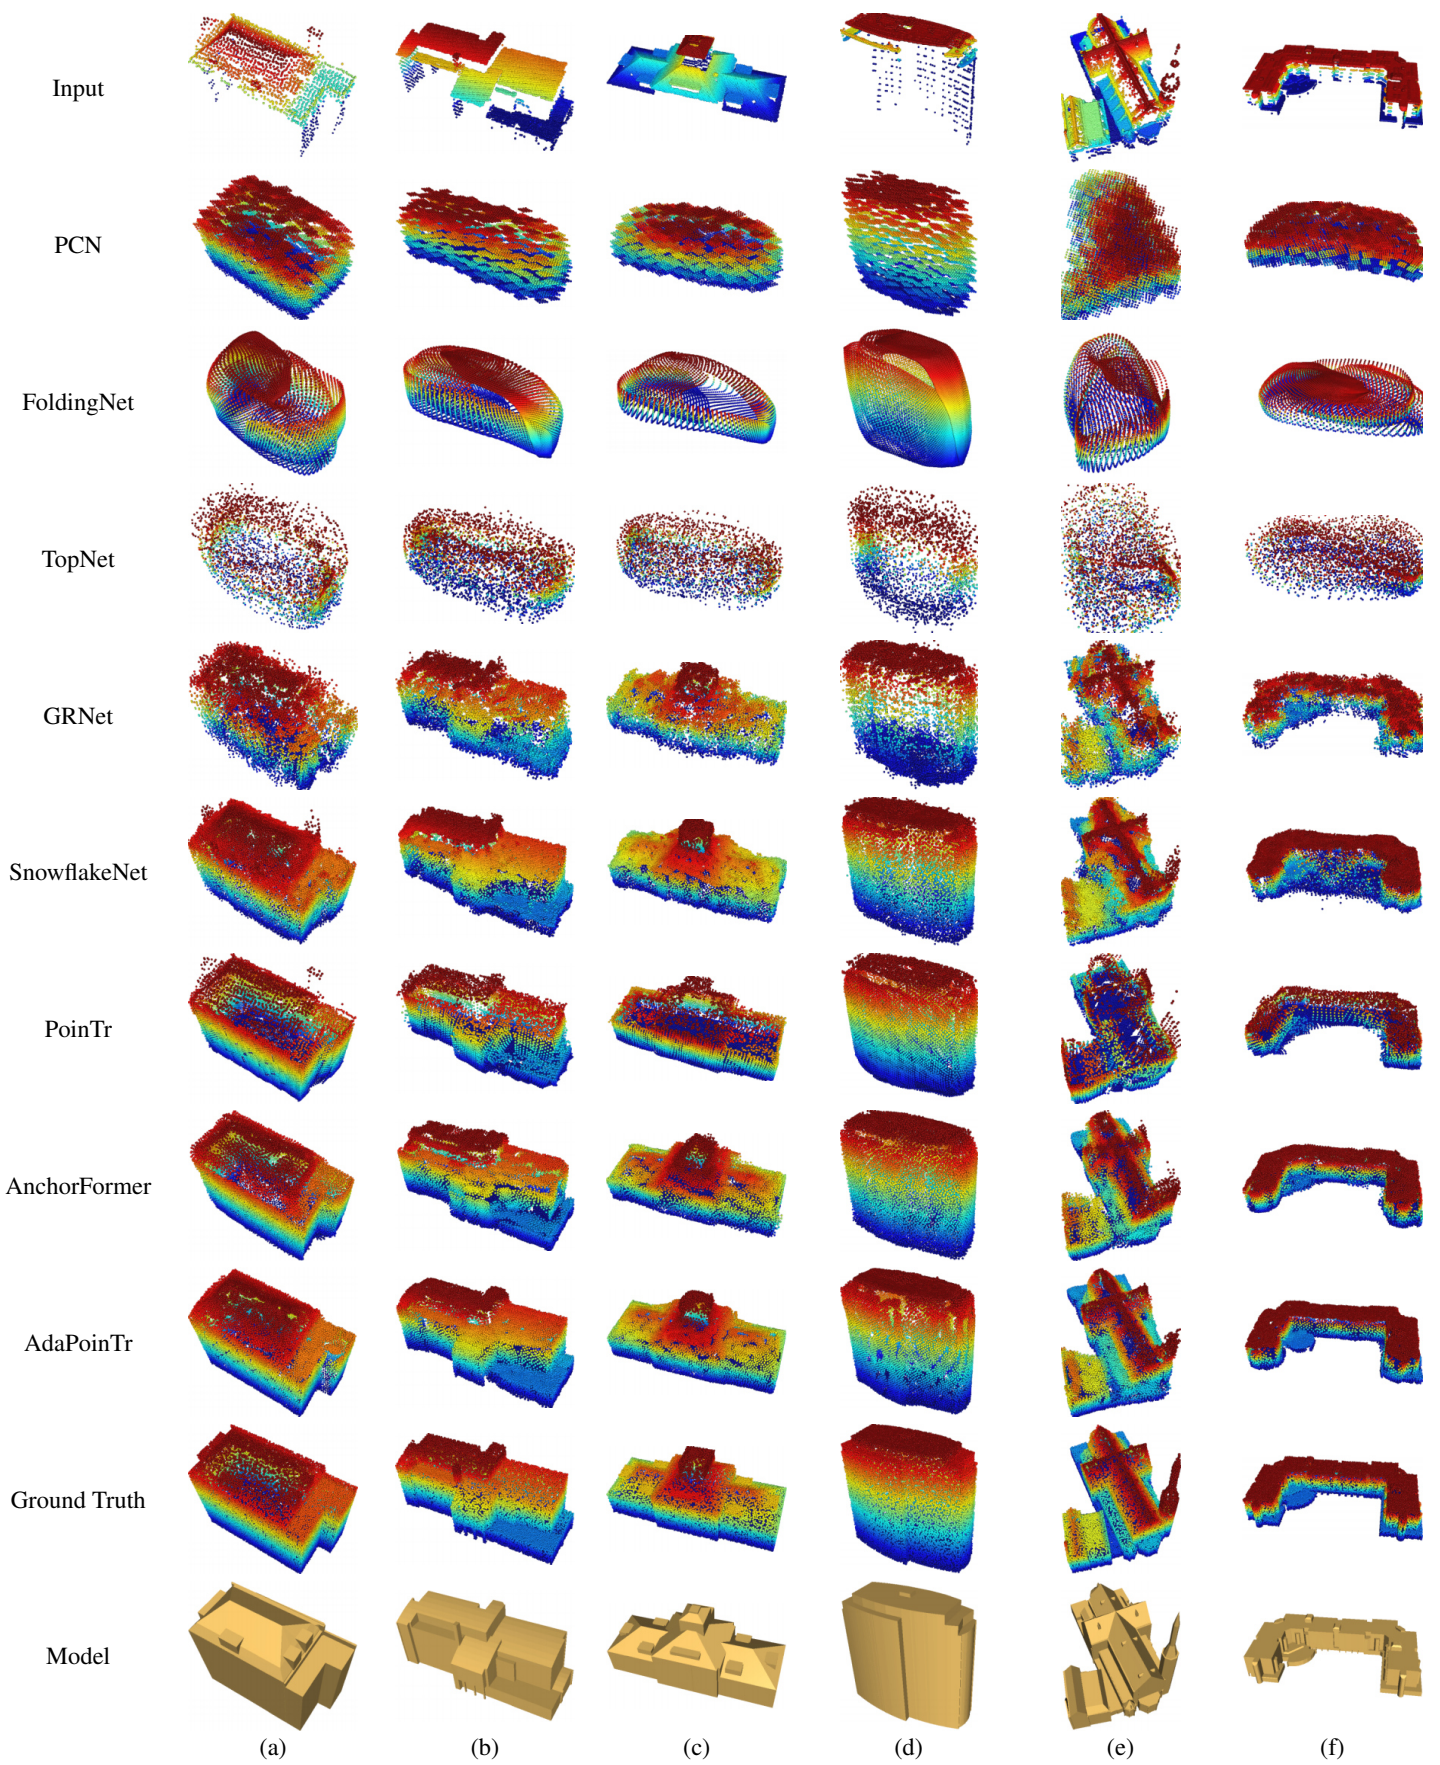 Input
PCN
FoldingNet
TopNet
GRNet
SnowflakeNet
PoinTr
AnchorFormer
AdaPoinTr
Ground Truth
Model
(a) (b) (c) (d) (e) (f)